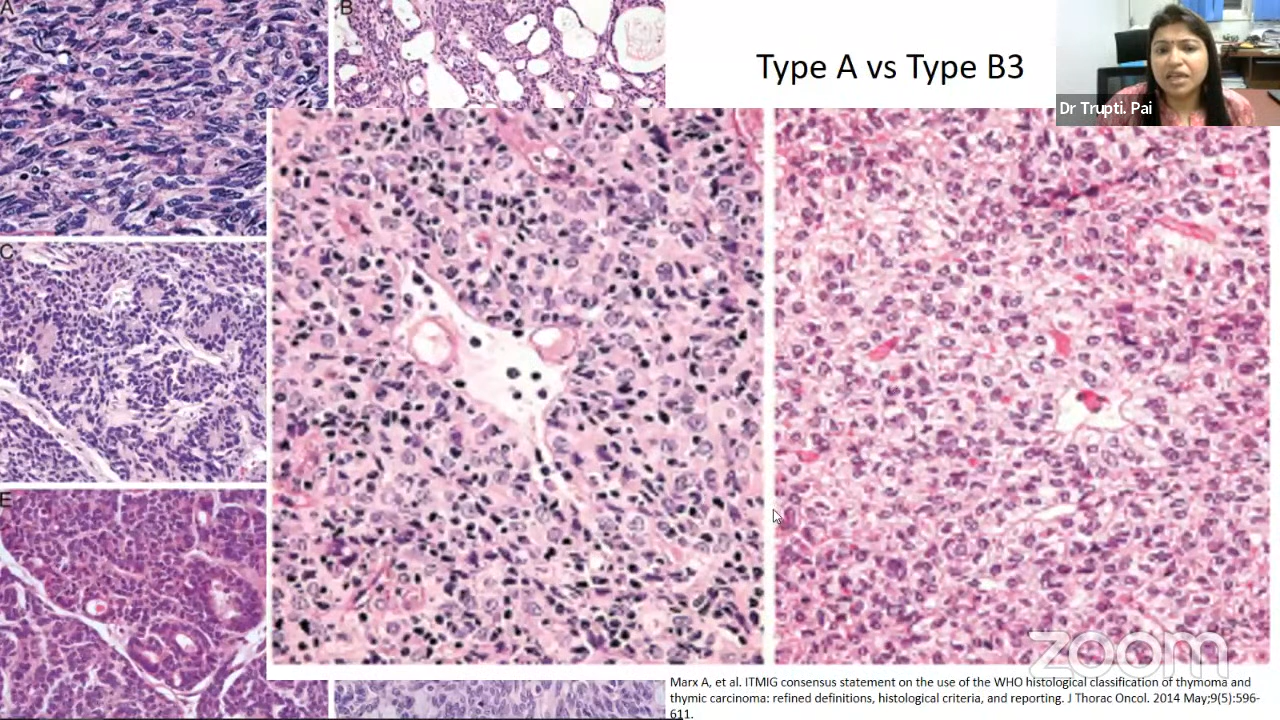 A
B
Type A vs Type B3
Dr Trupti. Pai
C
E
zoom
Marx A, et al. ITMIG consensus statement on the use of the WHO histological classification of thymoma and
thymic carcinoma: refined definitions, histological criteria, and reporting. J Thorac Oncol. 2014 May;9(5):596-
611.